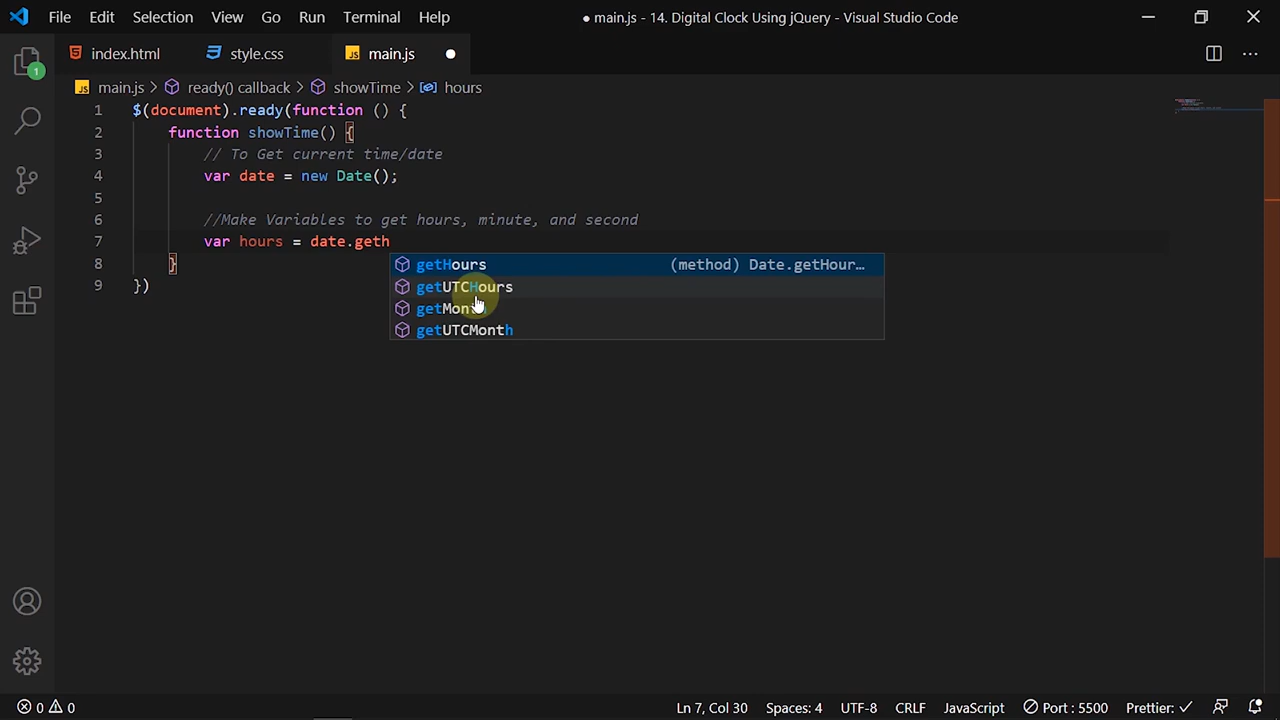 File Edit Selection View Go Run Terminal Help ● main.js - 14. Digital Clock Using jQuery - Visual Studio Code
index.html style.css JS main.js
JS main.js > ready() callback > showTime > hours
1 $(document).ready(function () {
2 function showTime() {
3 // To Get current time/date
4 var date = new Date();
5
6 //Make Variables to get hours, minute, and second
7 var hours = date.geth
8 }
9 })
getHours (method) Date.getHour…
getUTCHours
getMonth
getUTCMonth
1
0 0 Ln 7, Col 30 Spaces: 4 UTF-8 CRLF JavaScript Port : 5500 Prettier: ✓